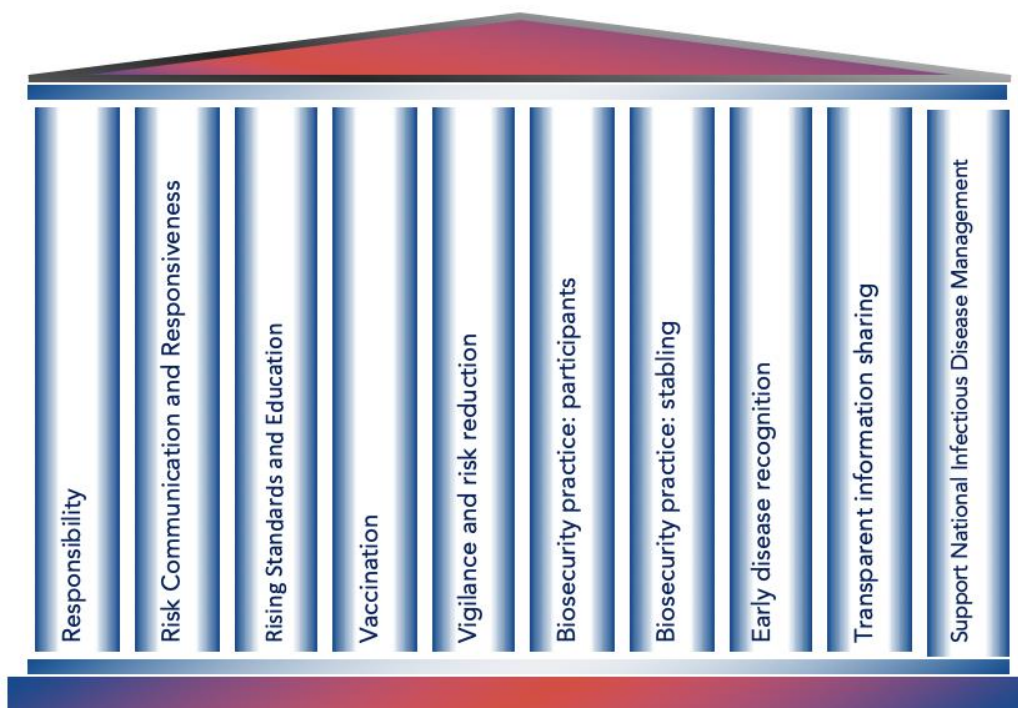 Responsibility
Risk Communication and Responsiveness
Rising Standards and Education
Vaccination
Vigilance and risk reduction
Biosecurity practice: participants
Biosecurity practice: stabling
Early disease recognition
Transparent information sharing
Support National Infectious Disease Management